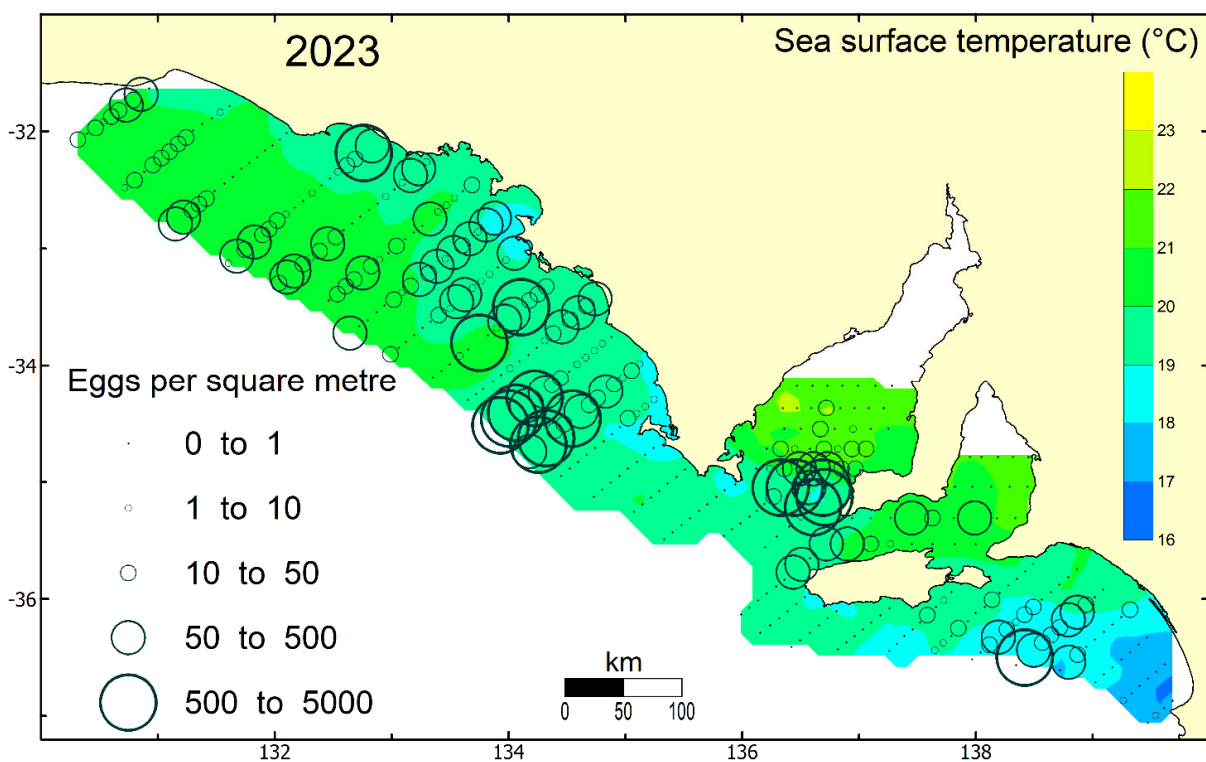 2023
Sea surface temperature (°C)
23
22
21
20
19
18
17
16
-32
-33
-34
-36
Eggs per square metre
0 to 1
1 to 10
10 to 50
50 to 500
500 to 5000
km
0 50 100
132
134
136
138